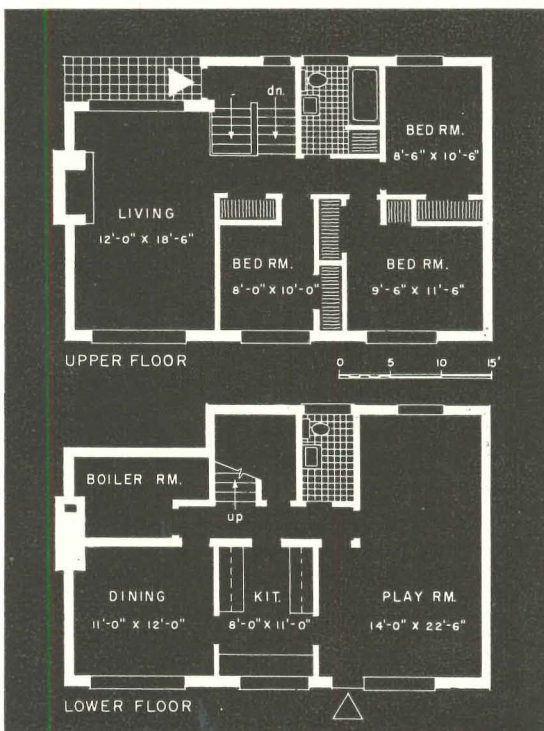 dn.
BED RM.
8'-6" X 10'-6"
LIVING
12'-0" X 18'-6"
BED RM.
8'-0" X 10'-0"
BED RM.
9'-6" X 11'-6"
UPPER FLOOR
0 5 10 15'
BOILER RM.
up
DINING
11'-0" X 12'-0"
KIT.
8'-0" X 11'-0"
PLAY RM.
14'-0" X 22'-6"
LOWER FLOOR